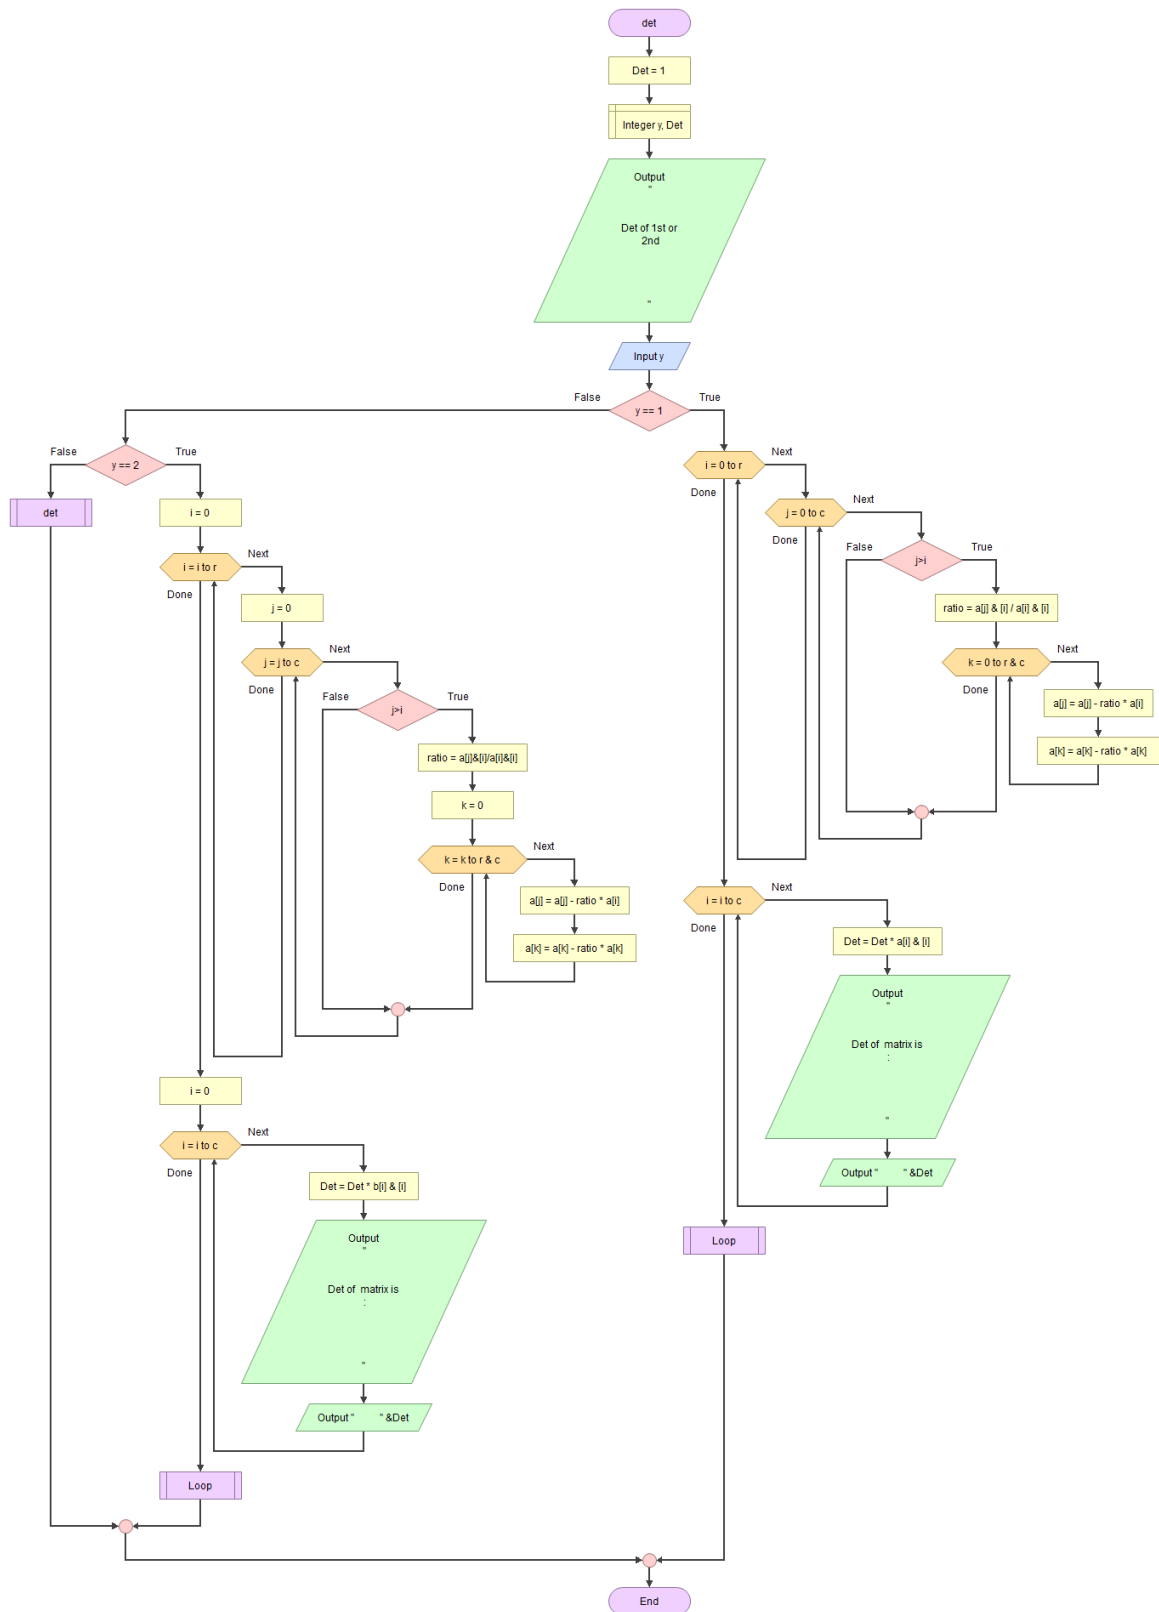 det
Det = 1
Integer y, Det
Output
"
Det of 1st or
2nd
"
Input y
False
True
y == 1
False
True
y == 2
det
i = 0
i = i to r
Next
Done
j = 0
j = j to c
Next
Done
False
True
j>i
ratio = a[j]&[i]/a[i]&[i]
k = 0
k = k to r & c
Next
Done
a[j] = a[j] - ratio * a[i]
a[k] = a[k] - ratio * a[k]
i = 0
i = i to c
Next
Done
Det = Det * b[i] & [i]
Output
"
Det of  matrix is
:
"
Output "         " &Det
Loop
i = 0 to r
Next
Done
j = 0 to c
Next
Done
False
True
j>i
ratio = a[j] & [i] / a[i] & [i]
k = 0 to r & c
Next
Done
a[j] = a[j] - ratio * a[i]
a[k] = a[k] - ratio * a[k]
i = i to c
Next
Done
Det = Det * a[i] & [i]
Output
"
Det of  matrix is
:
"
Output "         " &Det
Loop
End